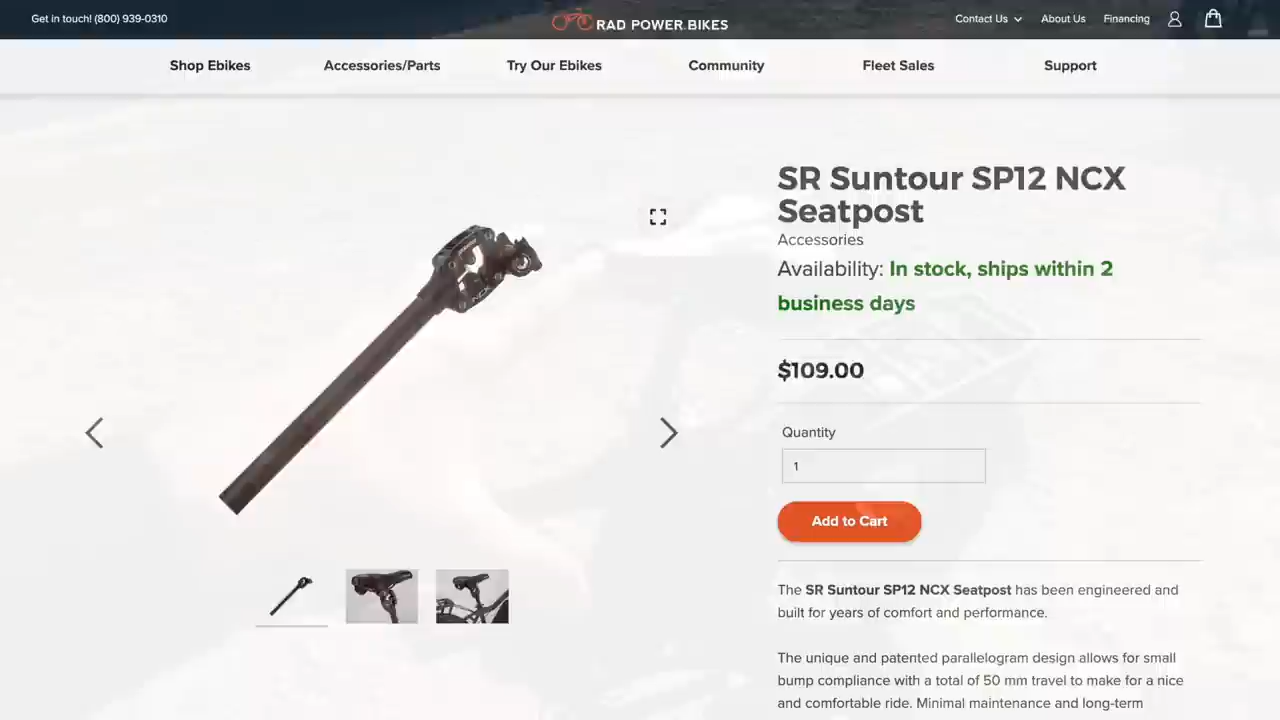 Get in touch! (800) 939-0310
RAD POWER BIKES
Contact Us
About Us
Financing
Shop Ebikes
Accessories/Parts
Try Our Ebikes
Community
Fleet Sales
Support
SR Suntour SP12 NCX
Seatpost
Accessories
Availability: In stock, ships within 2
business days
$109.00
Quantity
1
Add to Cart
The SR Suntour SP12 NCX Seatpost has been engineered and
built for years of comfort and performance.
The unique and patented parallelogram design allows for small
bump compliance with a total of 50 mm travel to make for a nice
and comfortable ride. Minimal maintenance and long-term
NCX